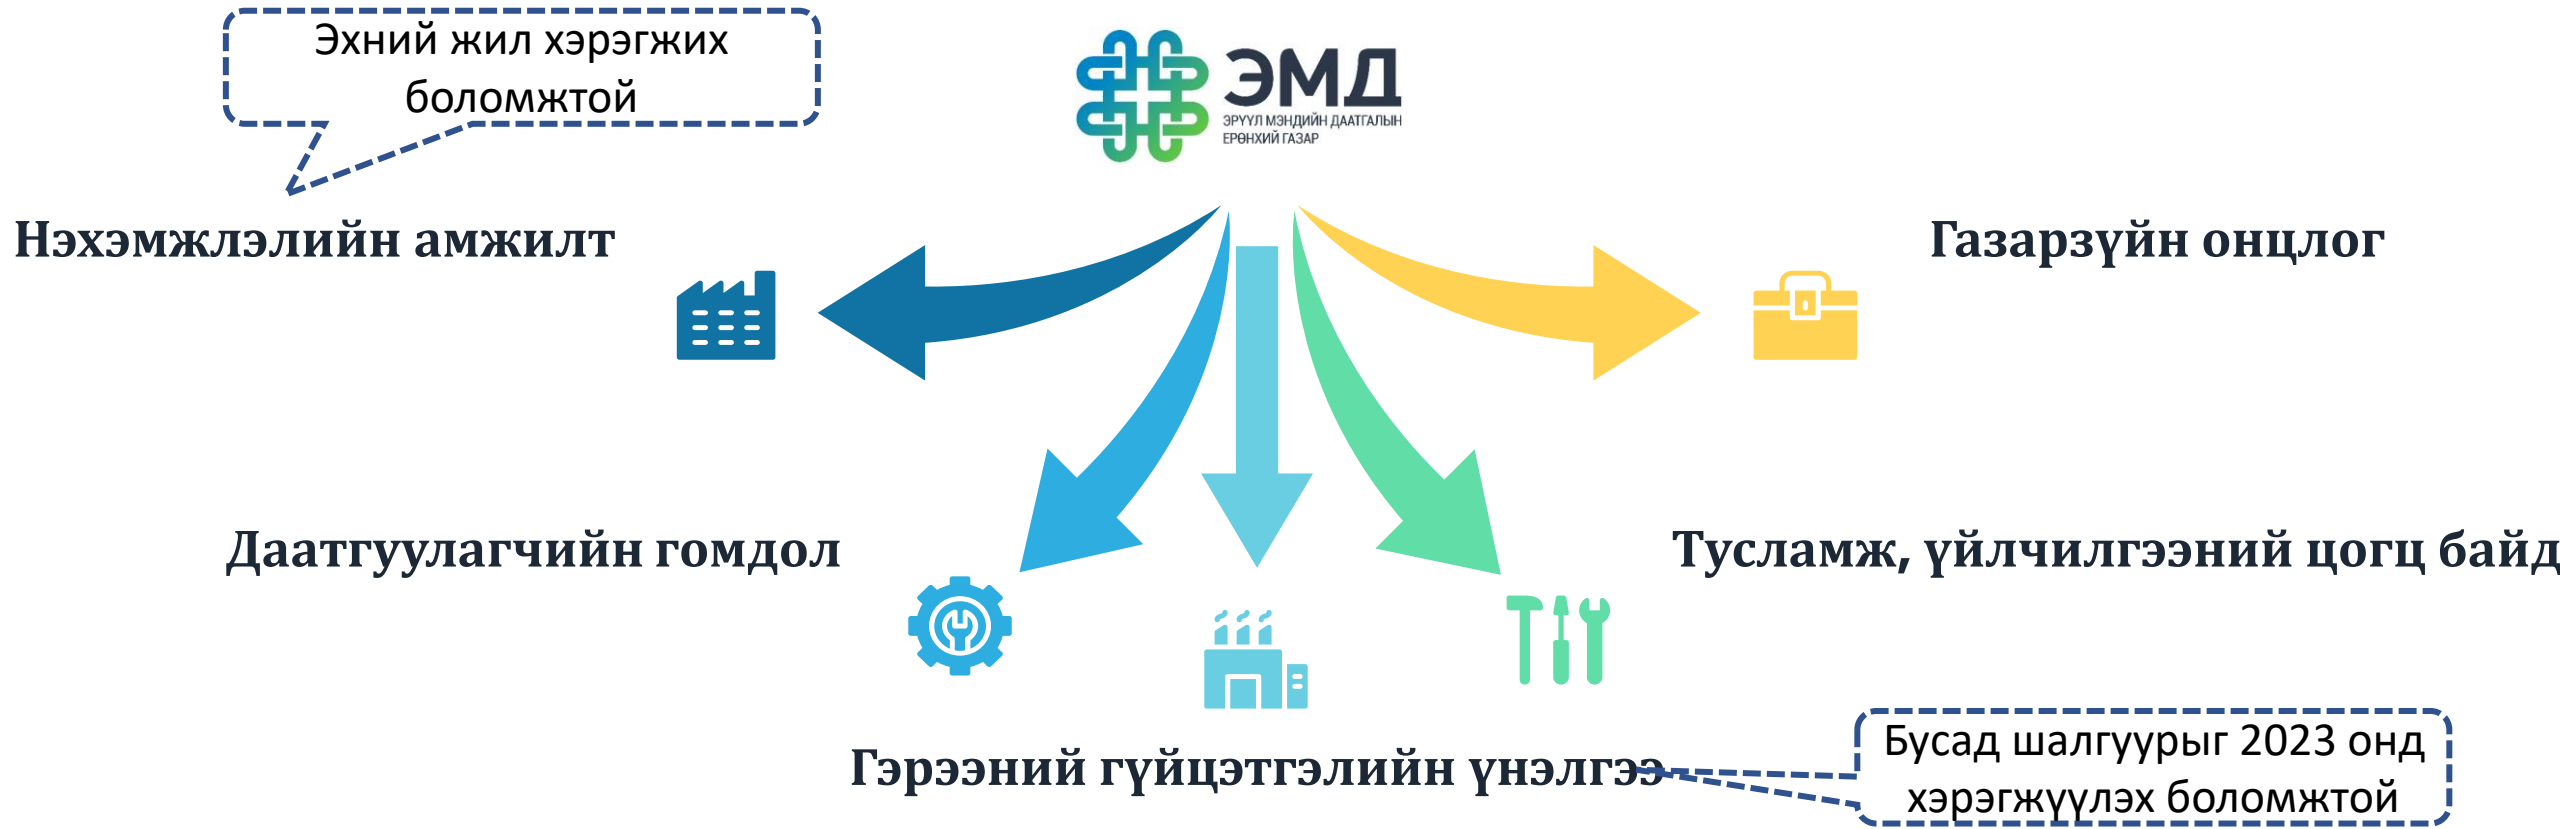 Эхний жил хэрэгжих
боломжтой
ЭМД
ЭРҮҮЛ МЭНДИЙН ДААТГАЛЫН
ЕРӨНХИЙ ГАЗАР
Нэхэмжлэлийн амжилт
Газарзүйн онцлог
Даатгуулагчийн гомдол
Тусламж, үйлчилгээний цогц байд
Гэрээний гүйцэтгэлийн үнэлгээ
Бусад шалгуурыг 2023 онд
хэрэгжүүлэх боломжтой